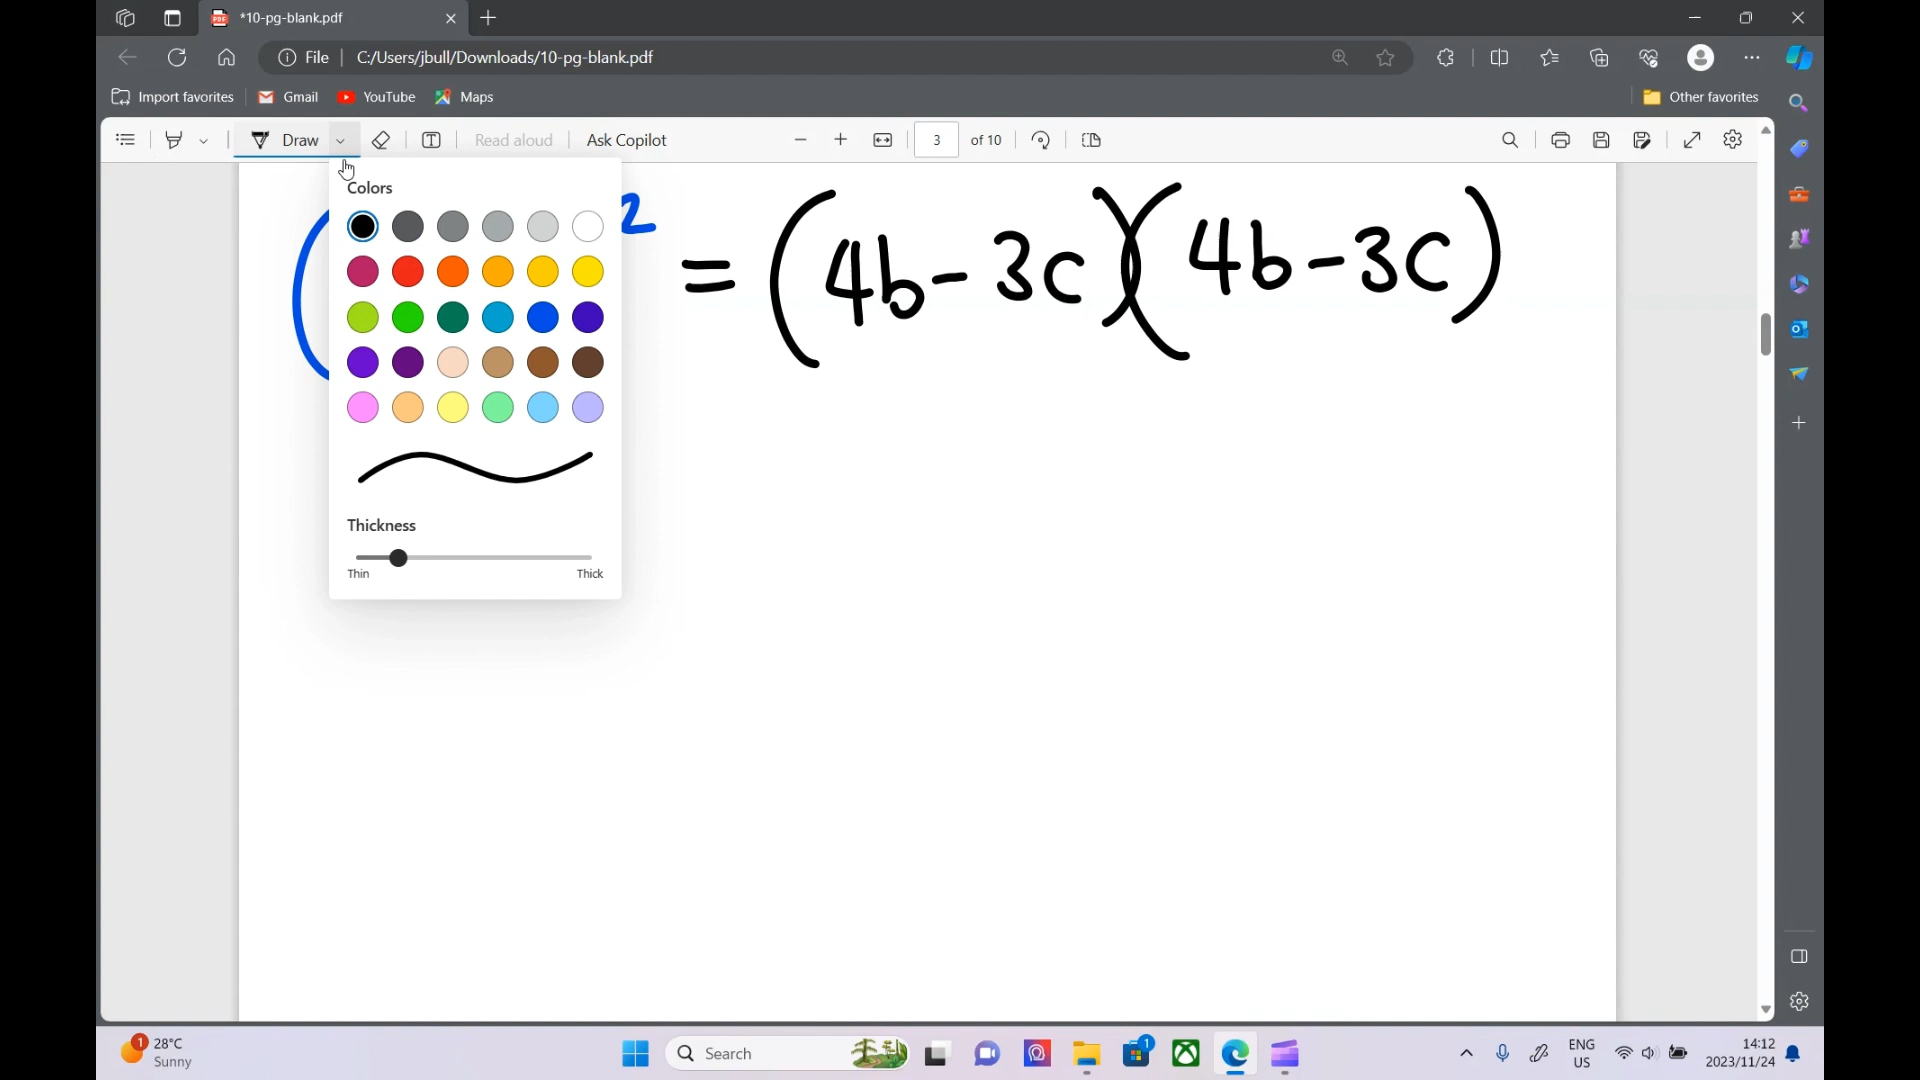 *10-pg-blank.pdf
File | C:/Users/jbull/Downloads/10-pg-blank.pdf
Import favorites Gmail YouTube Maps Other favorites
Draw Read aloud Ask Copilot 3 of 10
Colors
( ² = (4b-3c)(4b-3c)
Thickness
Thin Thick
1 28°C
Sunny
Search
1
ENG
US
14:12
2023/11/24